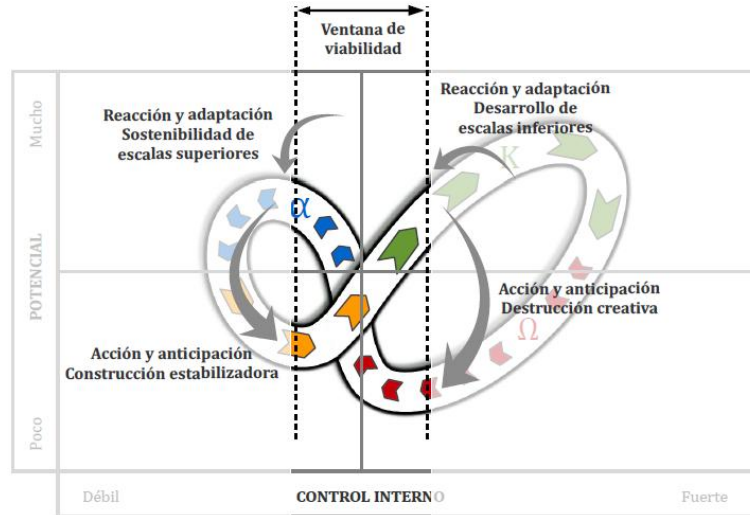 Ventana de
viabilidad
Reacción y adaptación
Sostenibilidad de
escalas superiores
Reacción y adaptación
Desarrollo de
escalas inferiores
Mucho
POTENCIAL
Poco
α
K
Ω
Acción y anticipación
Destrucción creativa
Acción y anticipación
Construcción estabilizadora
Débil
CONTROL INTERNO
Fuerte